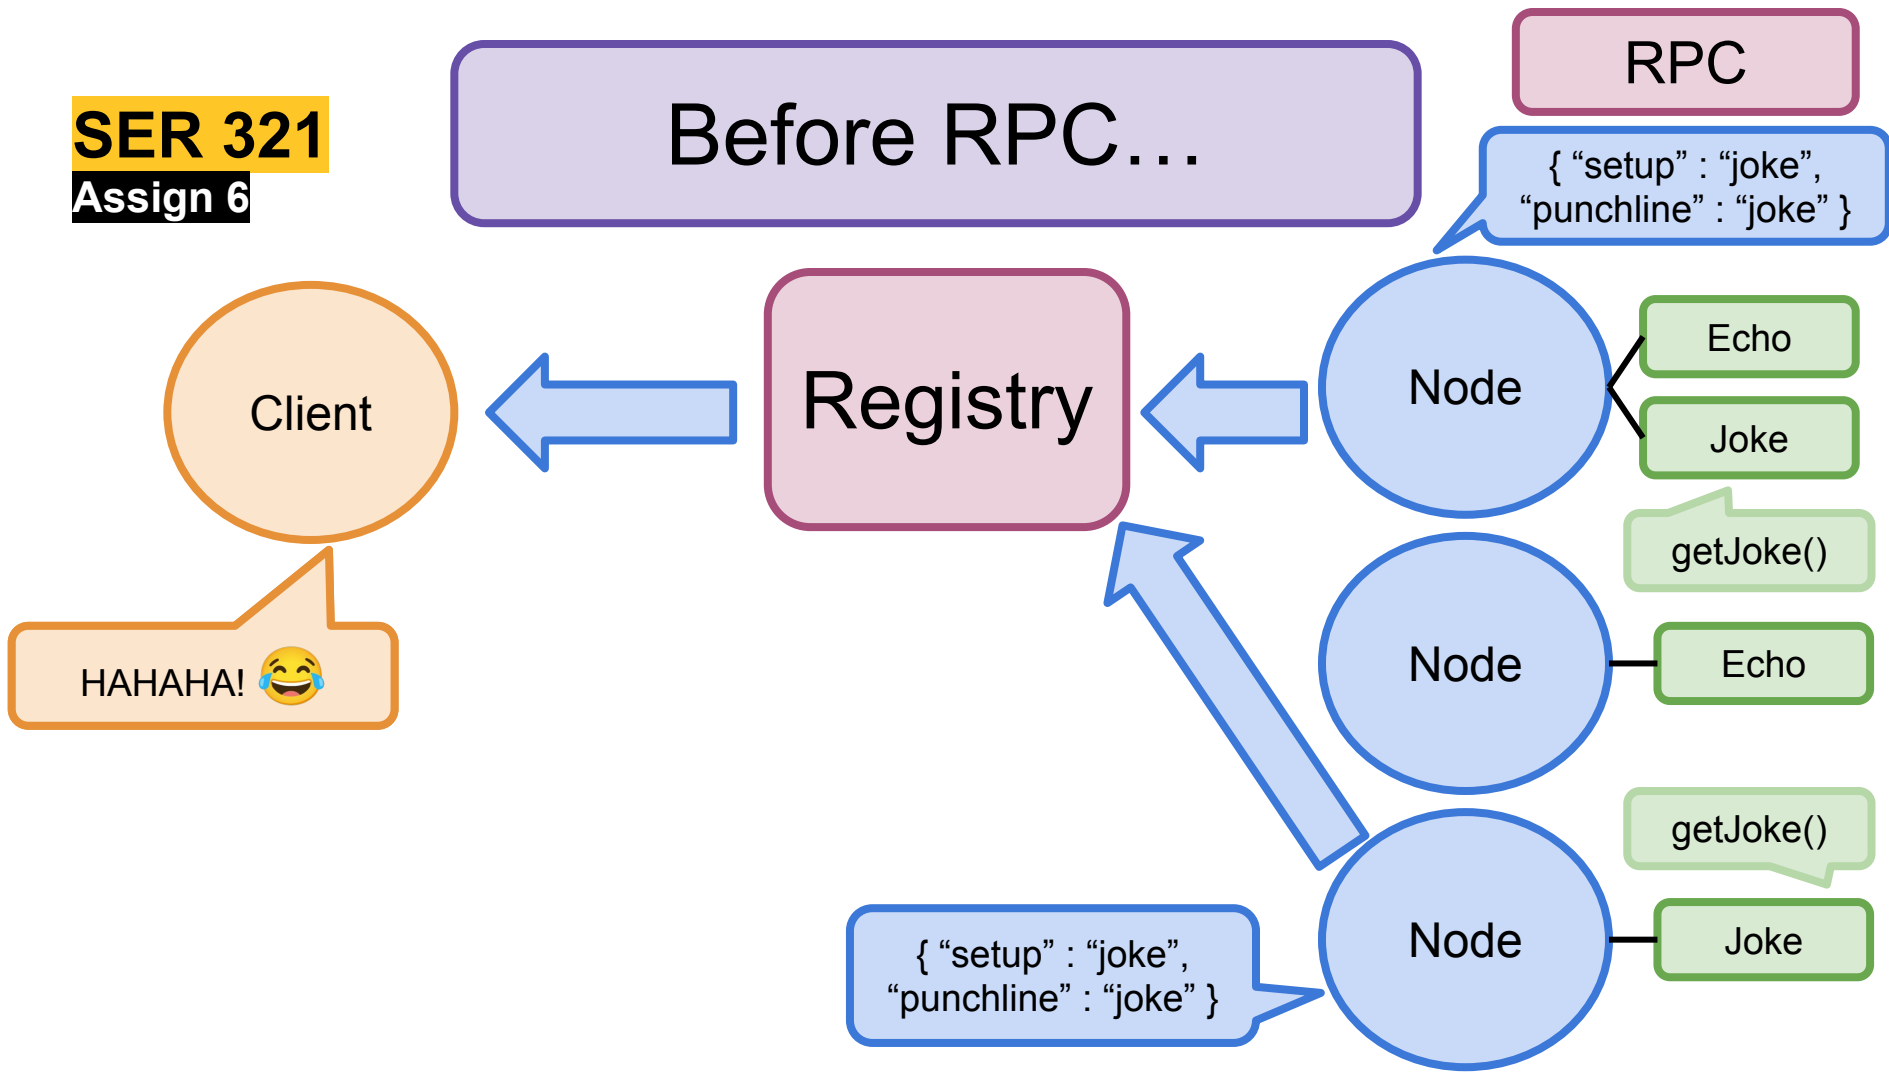 SER 321
Assign 6
Before RPC…
RPC
{ “setup” : “joke”,
“punchline” : “joke” }
Client
Registry
Node
Echo
Joke
getJoke()
HAHAHA! 😂
Node
Echo
getJoke()
Node
Joke
{ “setup” : “joke”,
“punchline” : “joke” }